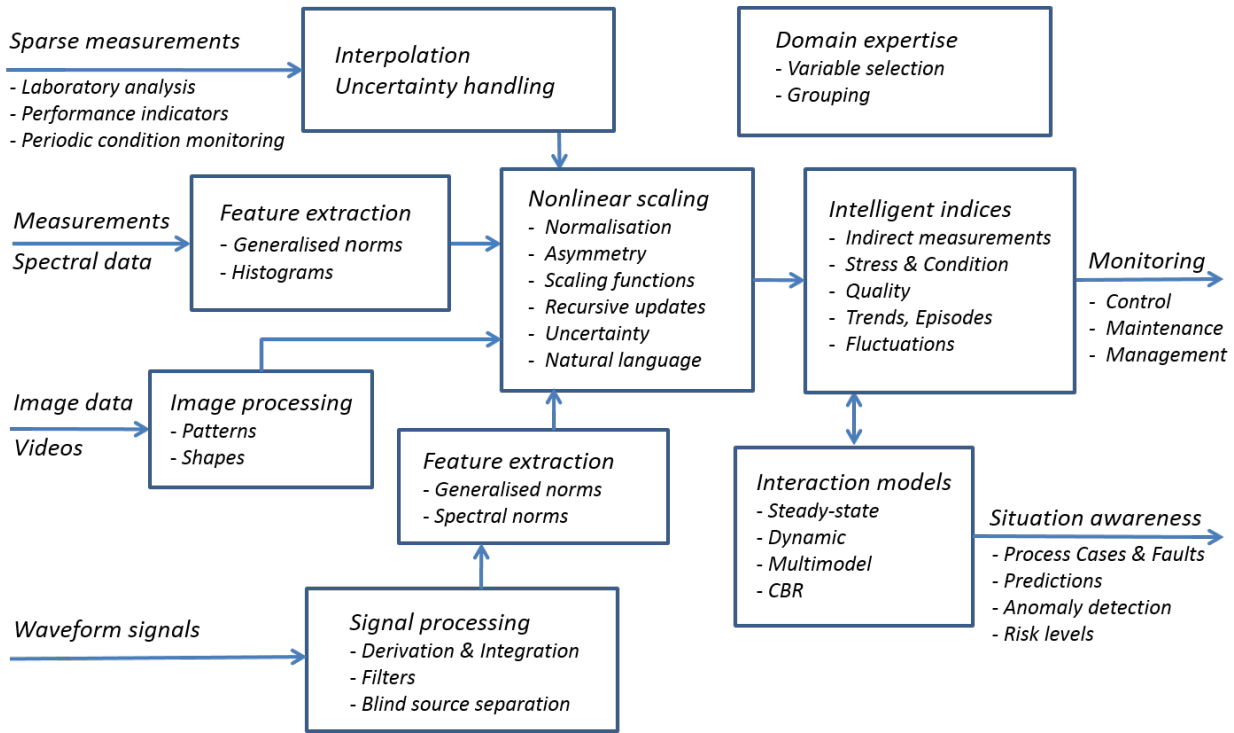 Sparse measurements
- Laboratory analysis
- Performance indicators
- Periodic condition monitoring
Interpolation
Uncertainty handling
Domain expertise
- Variable selection
- Grouping
Measurements
Spectral data
Feature extraction
- Generalised norms
- Histograms
Nonlinear scaling
- Normalisation
- Asymmetry
- Scaling functions
- Recursive updates
- Uncertainty
- Natural language
Intelligent indices
- Indirect measurements
- Stress & Condition
- Quality
- Trends, Episodes
- Fluctuations
Monitoring
- Control
- Maintenance
- Management
Image data
Videos
Image processing
- Patterns
- Shapes
Feature extraction
- Generalised norms
- Spectral norms
Interaction models
- Steady-state
- Dynamic
- Multimodel
- CBR
Situation awareness
- Process Cases & Faults
- Predictions
- Anomaly detection
- Risk levels
Waveform signals
Signal processing
- Derivation & Integration
- Filters
- Blind source separation